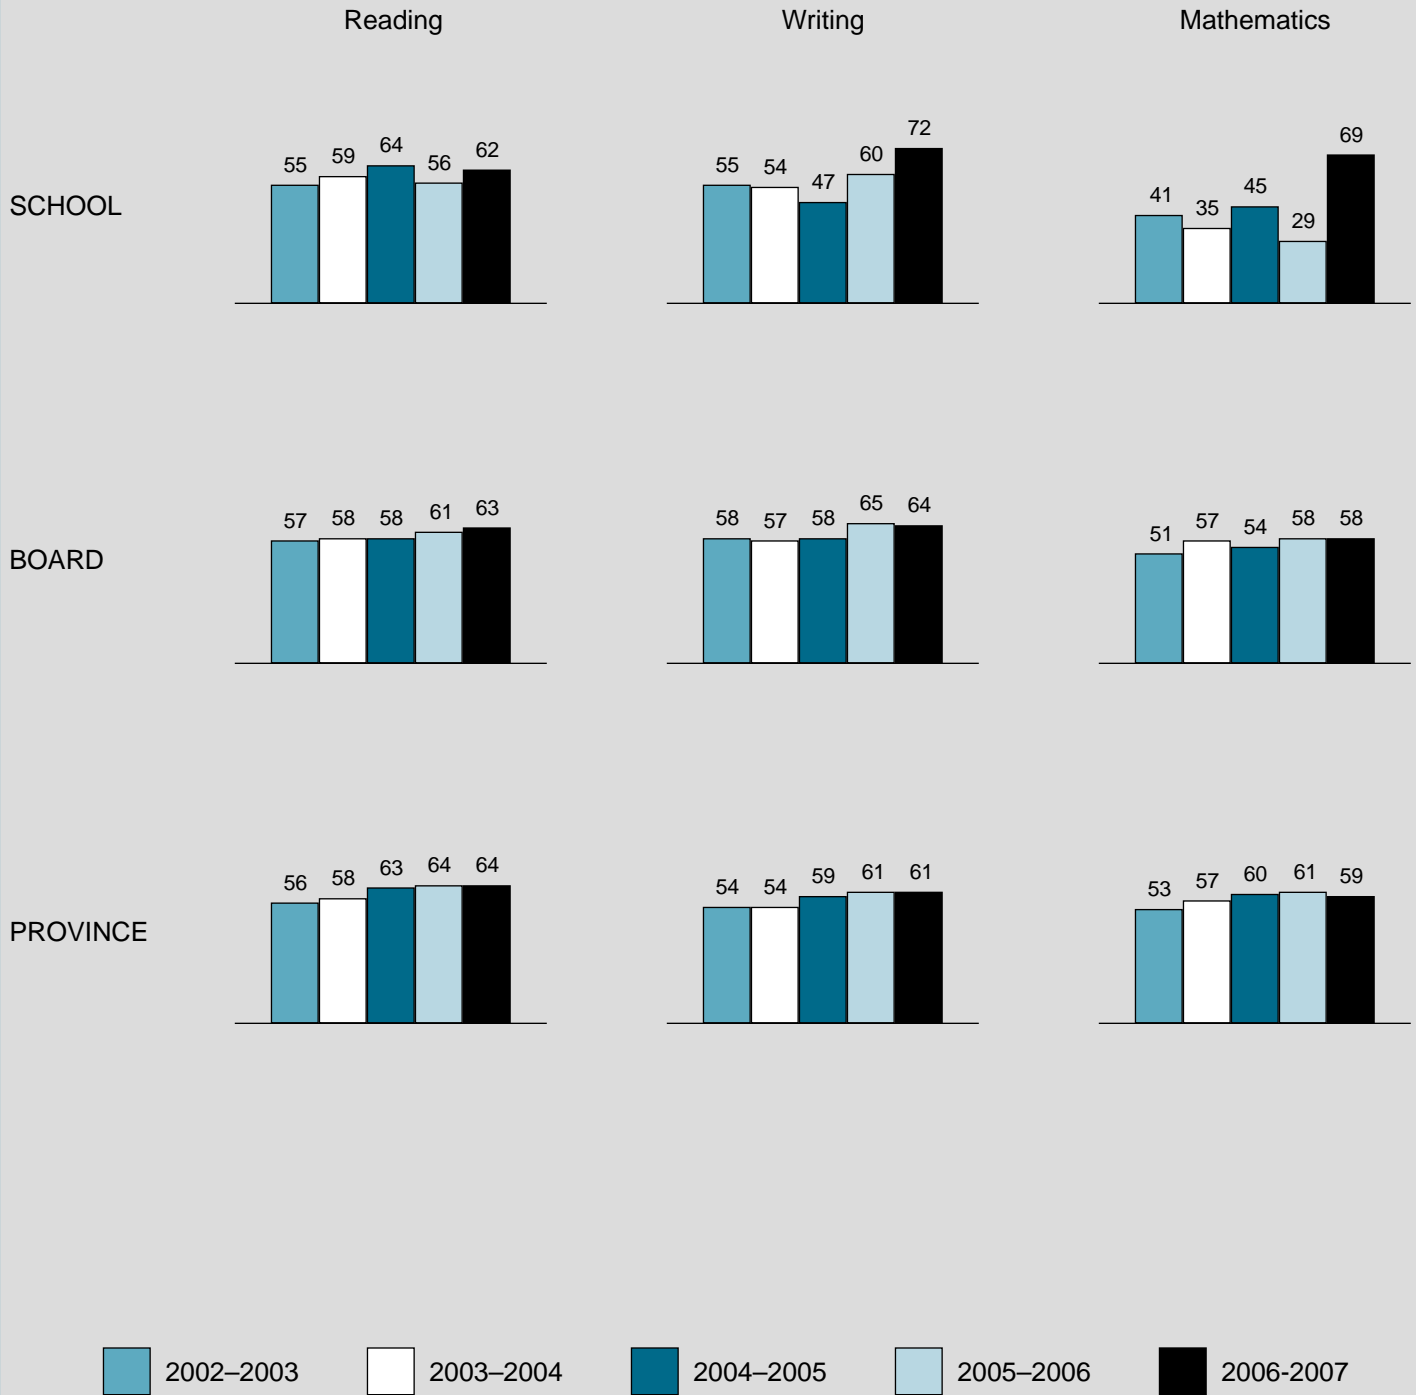 Reading Writing Mathematics
SCHOOL
55 59 64 56 62
55 54 47 60 72
41 35 45 29 69
BOARD
57 58 58 61 63
58 57 58 65 64
51 57 54 58 58
PROVINCE
56 58 63 64 64
54 54 59 61 61
53 57 60 61 59
2002–2003 2003–2004 2004–2005 2005–2006 2006-2007